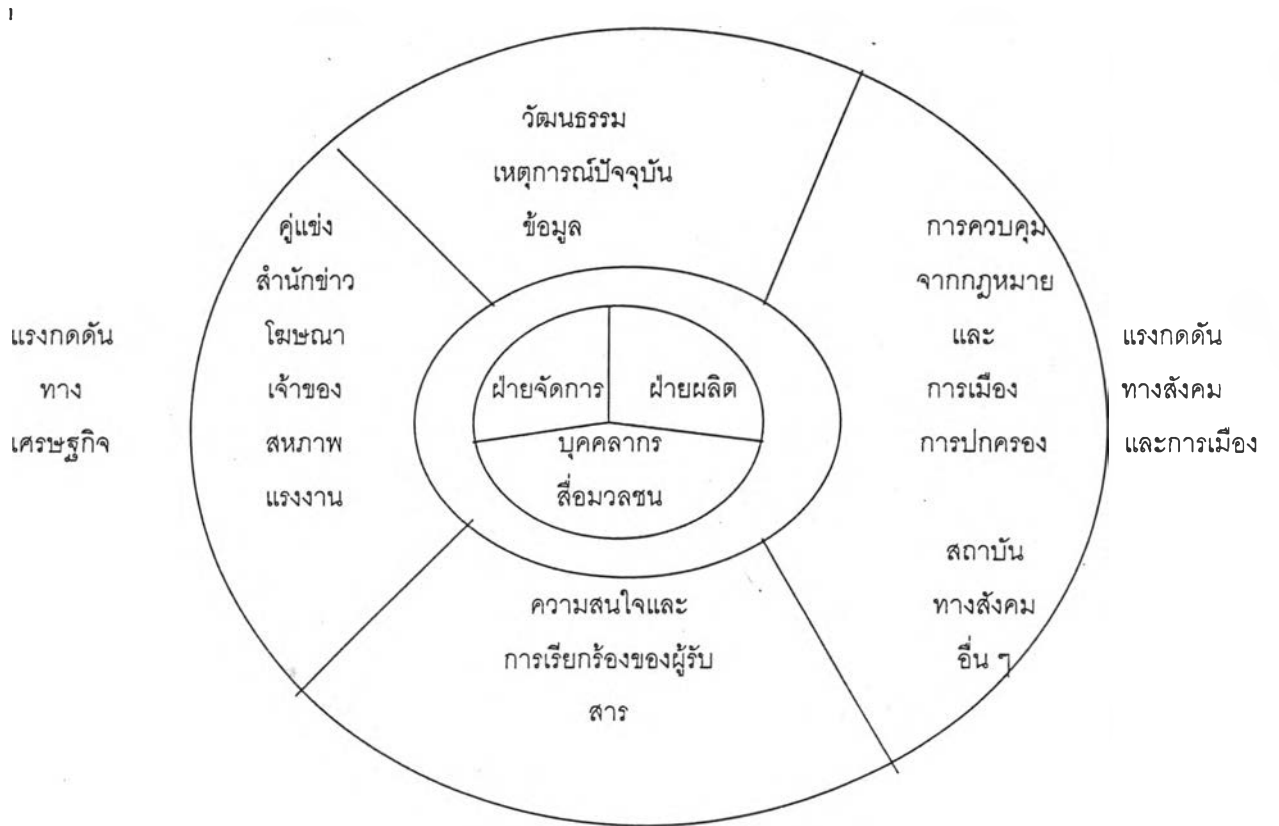 วัฒนธรรม
เหตุการณ์ปัจจุบัน
ข้อมูล
แรงกดดัน
ทาง
เศรษฐกิจ
คู่แข่ง
สำนักข่าว
โฆษณา
เจ้าของ
สหภาพ
แรงงาน
ฝ่ายจัดการ
ฝ่ายผลิต
บุคคลากร
สื่อมวลชน
การควบคุม
จากกฎหมาย
และ
การเมือง
การปกครอง
สถาบัน
ทางสังคม
อื่น ๆ
แรงกดดัน
ทางสังคม
และการเมือง
ความสนใจและ
การเรียกร้องของผู้รับ
สาร